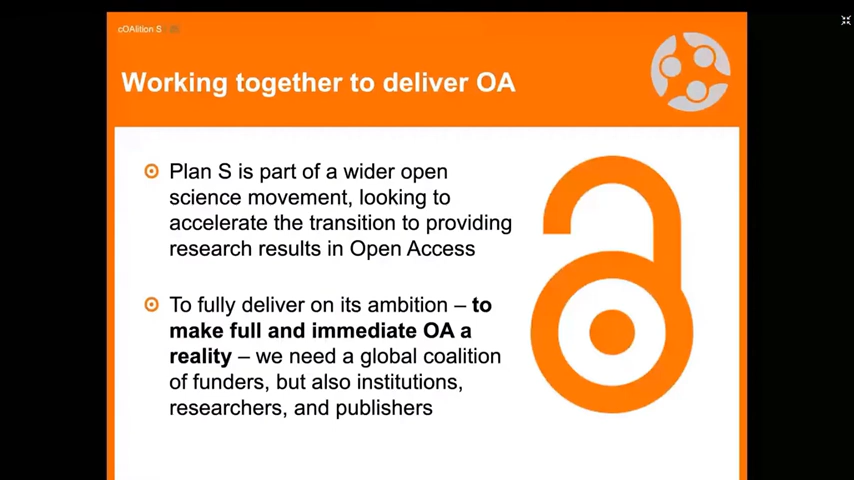 cOAlition S
Working together to deliver OA
Plan S is part of a wider open
science movement, looking to
accelerate the transition to providing
research results in Open Access
To fully deliver on its ambition – to
make full and immediate OA a
reality – we need a global coalition
of funders, but also institutions,
researchers, and publishers